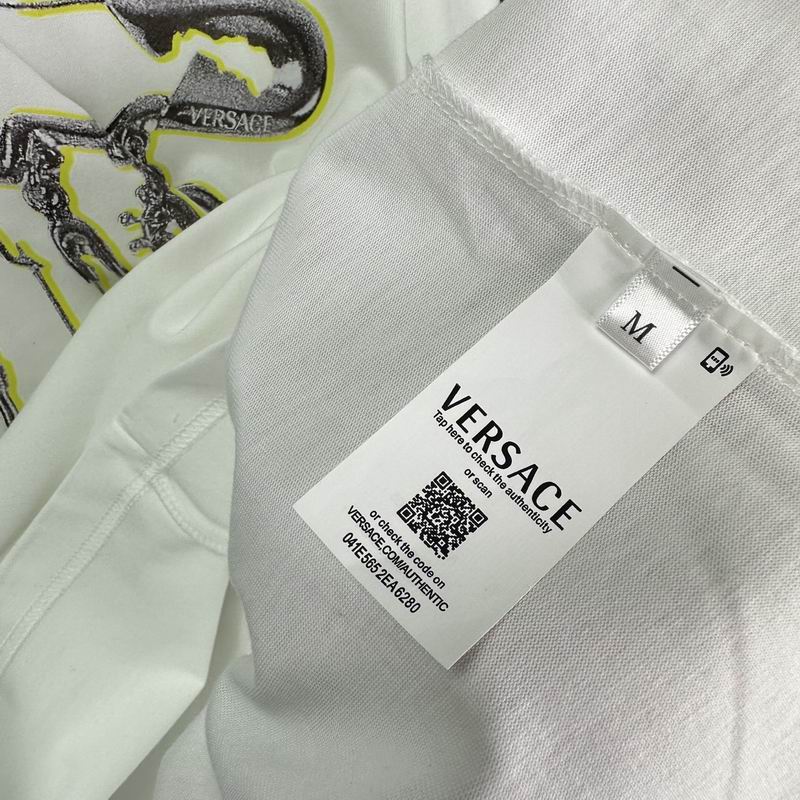 VERSACE
M
VERSACE
Tap here to check the authenticity
or scan
or check the code on
VERSACE.COM/AUTHENTIC
041E5652EA6280